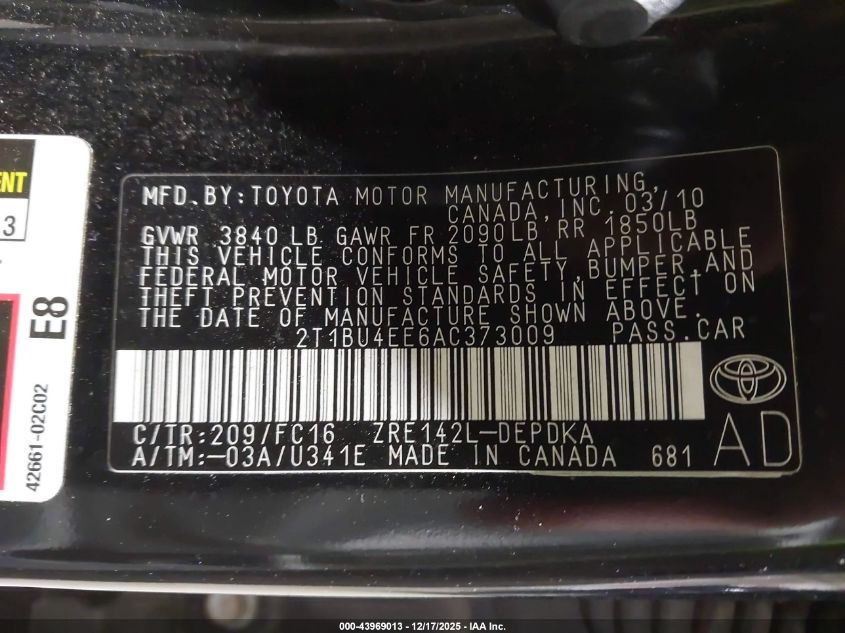 ENT
3
E8
42661-02C02
MFD.BY:TOYOTA MOTOR MANUFACTURING,
CANADA,INC. 03/10
GVWR 3840 LB GAWR FR 2090LB RR 1850LB
THIS VEHICLE CONFORMS TO ALL APPLICABLE
FEDERAL MOTOR VEHICLE SAFETY,BUMPER,AND
THEFT PREVENTION STANDARDS IN EFFECT ON
THE DATE OF MANUFACTURE SHOWN ABOVE.
2T1BU4EE6AC373009 PASS.CAR
C/TR:209/FC16 ZRE142L-DEPDKA
A/TM:-03A/U341E MADE IN CANADA 681
AD
000-43969013 - 12/17/2025 - IAA Inc.